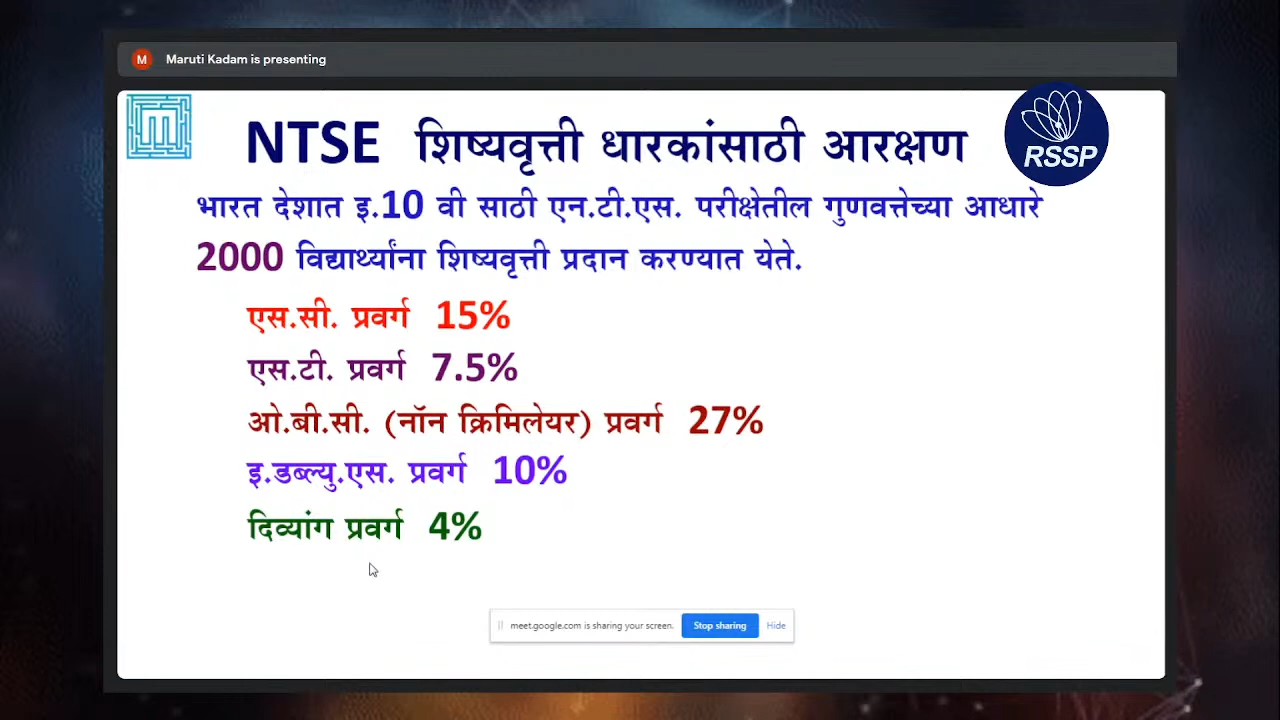 M Maruti Kadam is presenting
NTSE शिष्यवृत्ती धारकांसाठी आरक्षण
RSSP
भारत देशात इ.10 वी साठी एन.टी.एस. परीक्षेतील गुणवत्तेच्या आधारे
2000 विद्यार्थ्यांना शिष्यवृत्ती प्रदान करण्यात येते.
एस.सी. प्रवर्ग 15%
एस.टी. प्रवर्ग 7.5%
ओ.बी.सी. (नॉन क्रिमिलेयर) प्रवर्ग 27%
इ.डब्ल्यु.एस. प्रवर्ग 10%
दिव्यांग प्रवर्ग 4%
meet.google.com is sharing your screen. Stop sharing Hide